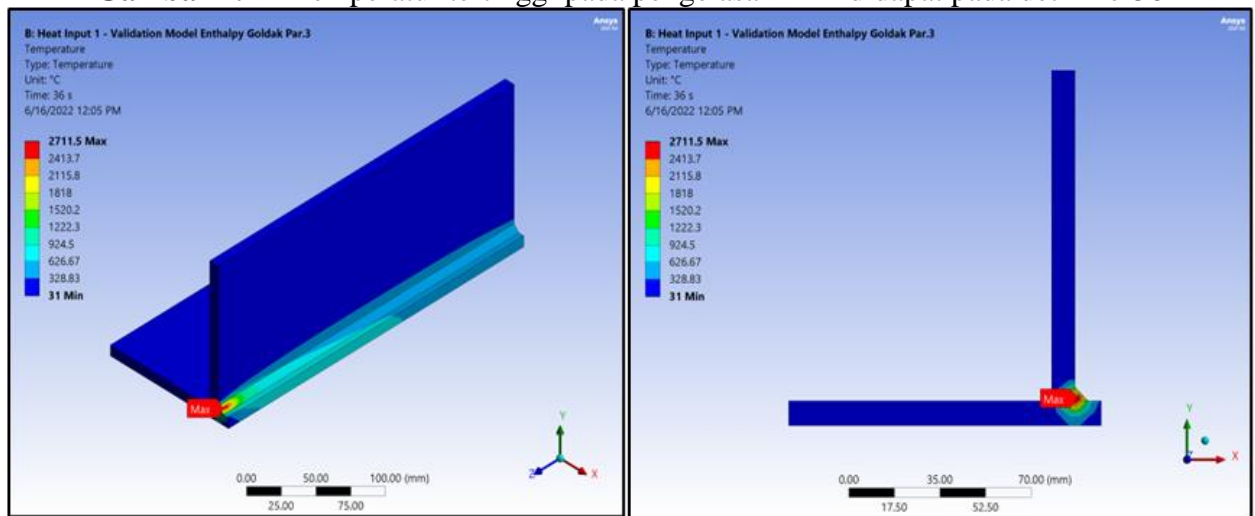 B: Heat Input 1 - Validation Model Enthalpy Goldak Par.3
Temperature
Type: Temperature
Unit: °C
Time: 36 s
6/16/2022 12:05 PM
2711.5 Max
2413.7
2115.8
1818
1520.2
1222.3
924.5
626.67
328.83
31 Min
Max
Ansys
Y
Z
X
0.00 50.00 100.00 (mm)
25.00 75.00
B: Heat Input 1 - Validation Model Enthalpy Goldak Par.3
Temperature
Type: Temperature
Unit: °C
Time: 36 s
6/16/2022 12:05 PM
2711.5 Max
2413.7
2115.8
1818
1520.2
1222.3
924.5
626.67
328.83
31 Min
Max
Ansys
Y
X
0.00 35.00 70.00 (mm)
17.50 52.50